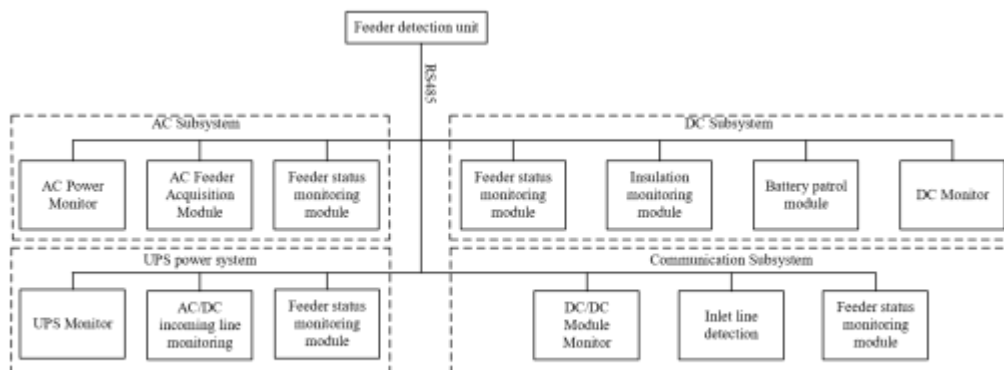 Feeder detection unit
RS485
AC Subsystem
DC Subsystem
AC Power
Monitor
AC Feeder
Acquisition
Module
Feeder status
monitoring
module
Feeder status
monitoring
module
Insulation
monitoring
module
Battery patrol
module
DC Monitor
UPS power system
Communication Subsystem
UPS Monitor
AC/DC
incoming line
monitoring
Feeder status
monitoring
module
DC/DC
Module
Monitor
Inlet line
detection
Feeder status
monitoring
module